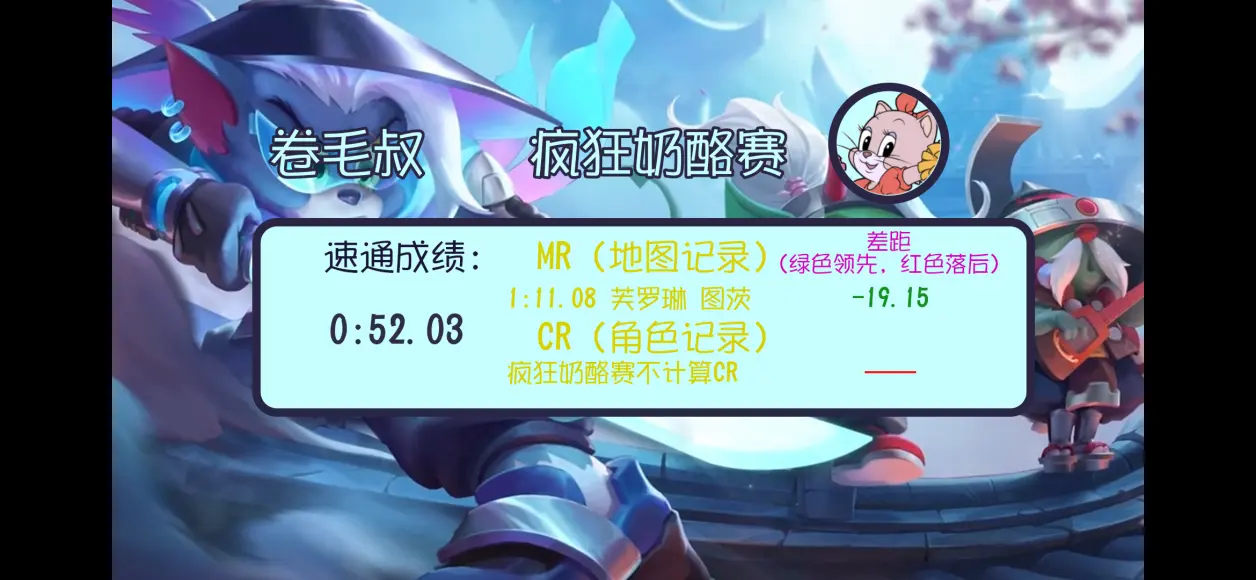 卷毛叔
疯狂奶酪赛
速通成绩：
MR（地图记录）
差距
（绿色领先，红色落后）
1:11.08 芙罗琳 图茨
-19.15
0:52.03
CR（角色记录）
疯狂奶酪赛不计算CR